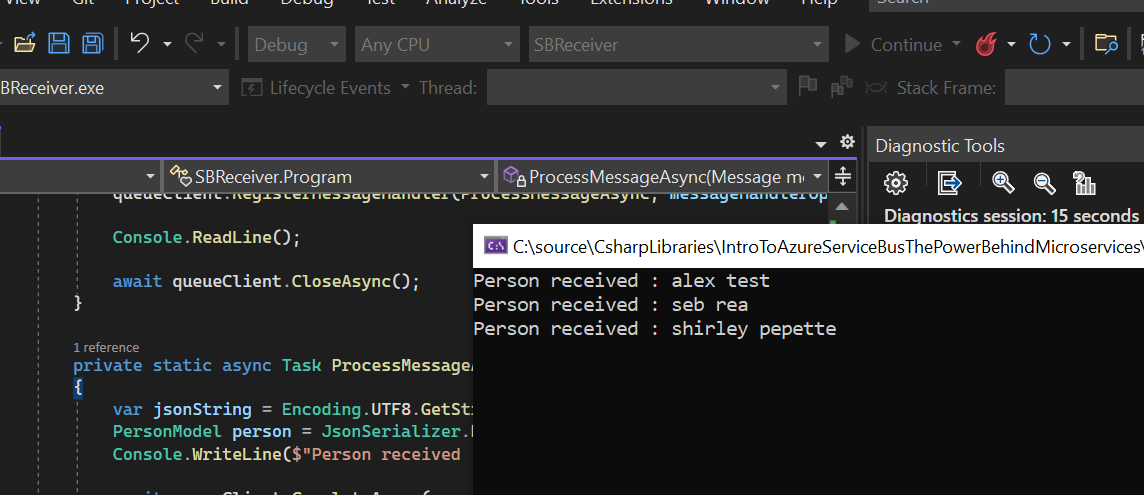 View Git Project Build Debug Test Analyze Tools Extensions Window Help Search
Debug Any CPU SBReceiver Continue
BReceiver.exe Lifecycle Events Thread: Stack Frame:
Diagnostic Tools
SBReceiver.Program ProcessMessageAsync(Message me
Diagnostics session: 15 seconds
queueClient.RegisterMessageHandler(ProcessMessageAsync, messageHandlerOp
Console.ReadLine();
await queueClient.CloseAsync();
}
1 reference
private static async Task ProcessMessageA
{
var jsonString = Encoding.UTF8.GetSt
PersonModel person = JsonSerializer.
Console.WriteLine($"Person received
C:\source\CsharpLibraries\IntroToAzureServiceBusThePowerBehindMicroservices\
Person received : alex test
Person received : seb rea
Person received : shirley pepette